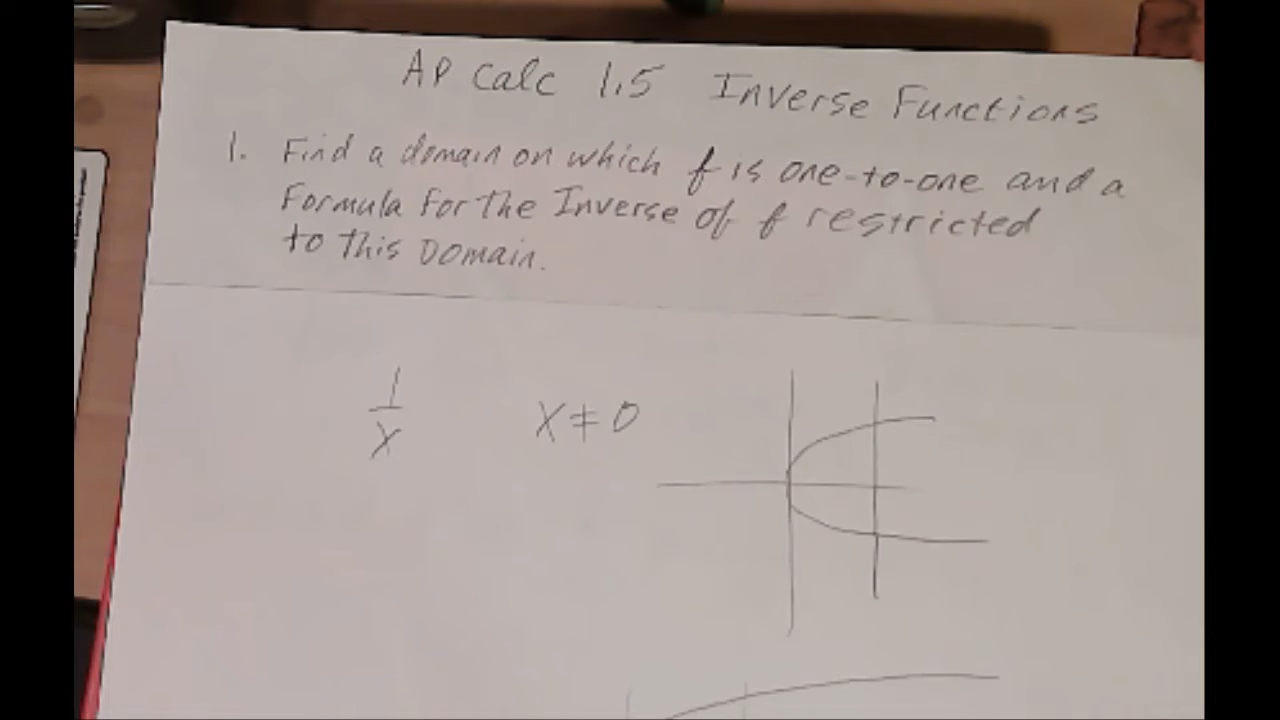 AP Calc 1.5 Inverse Functions
1. Find a domain on which f is one-to-one and a
Formula For The Inverse of f restricted
to This Domain.
1/x x≠0